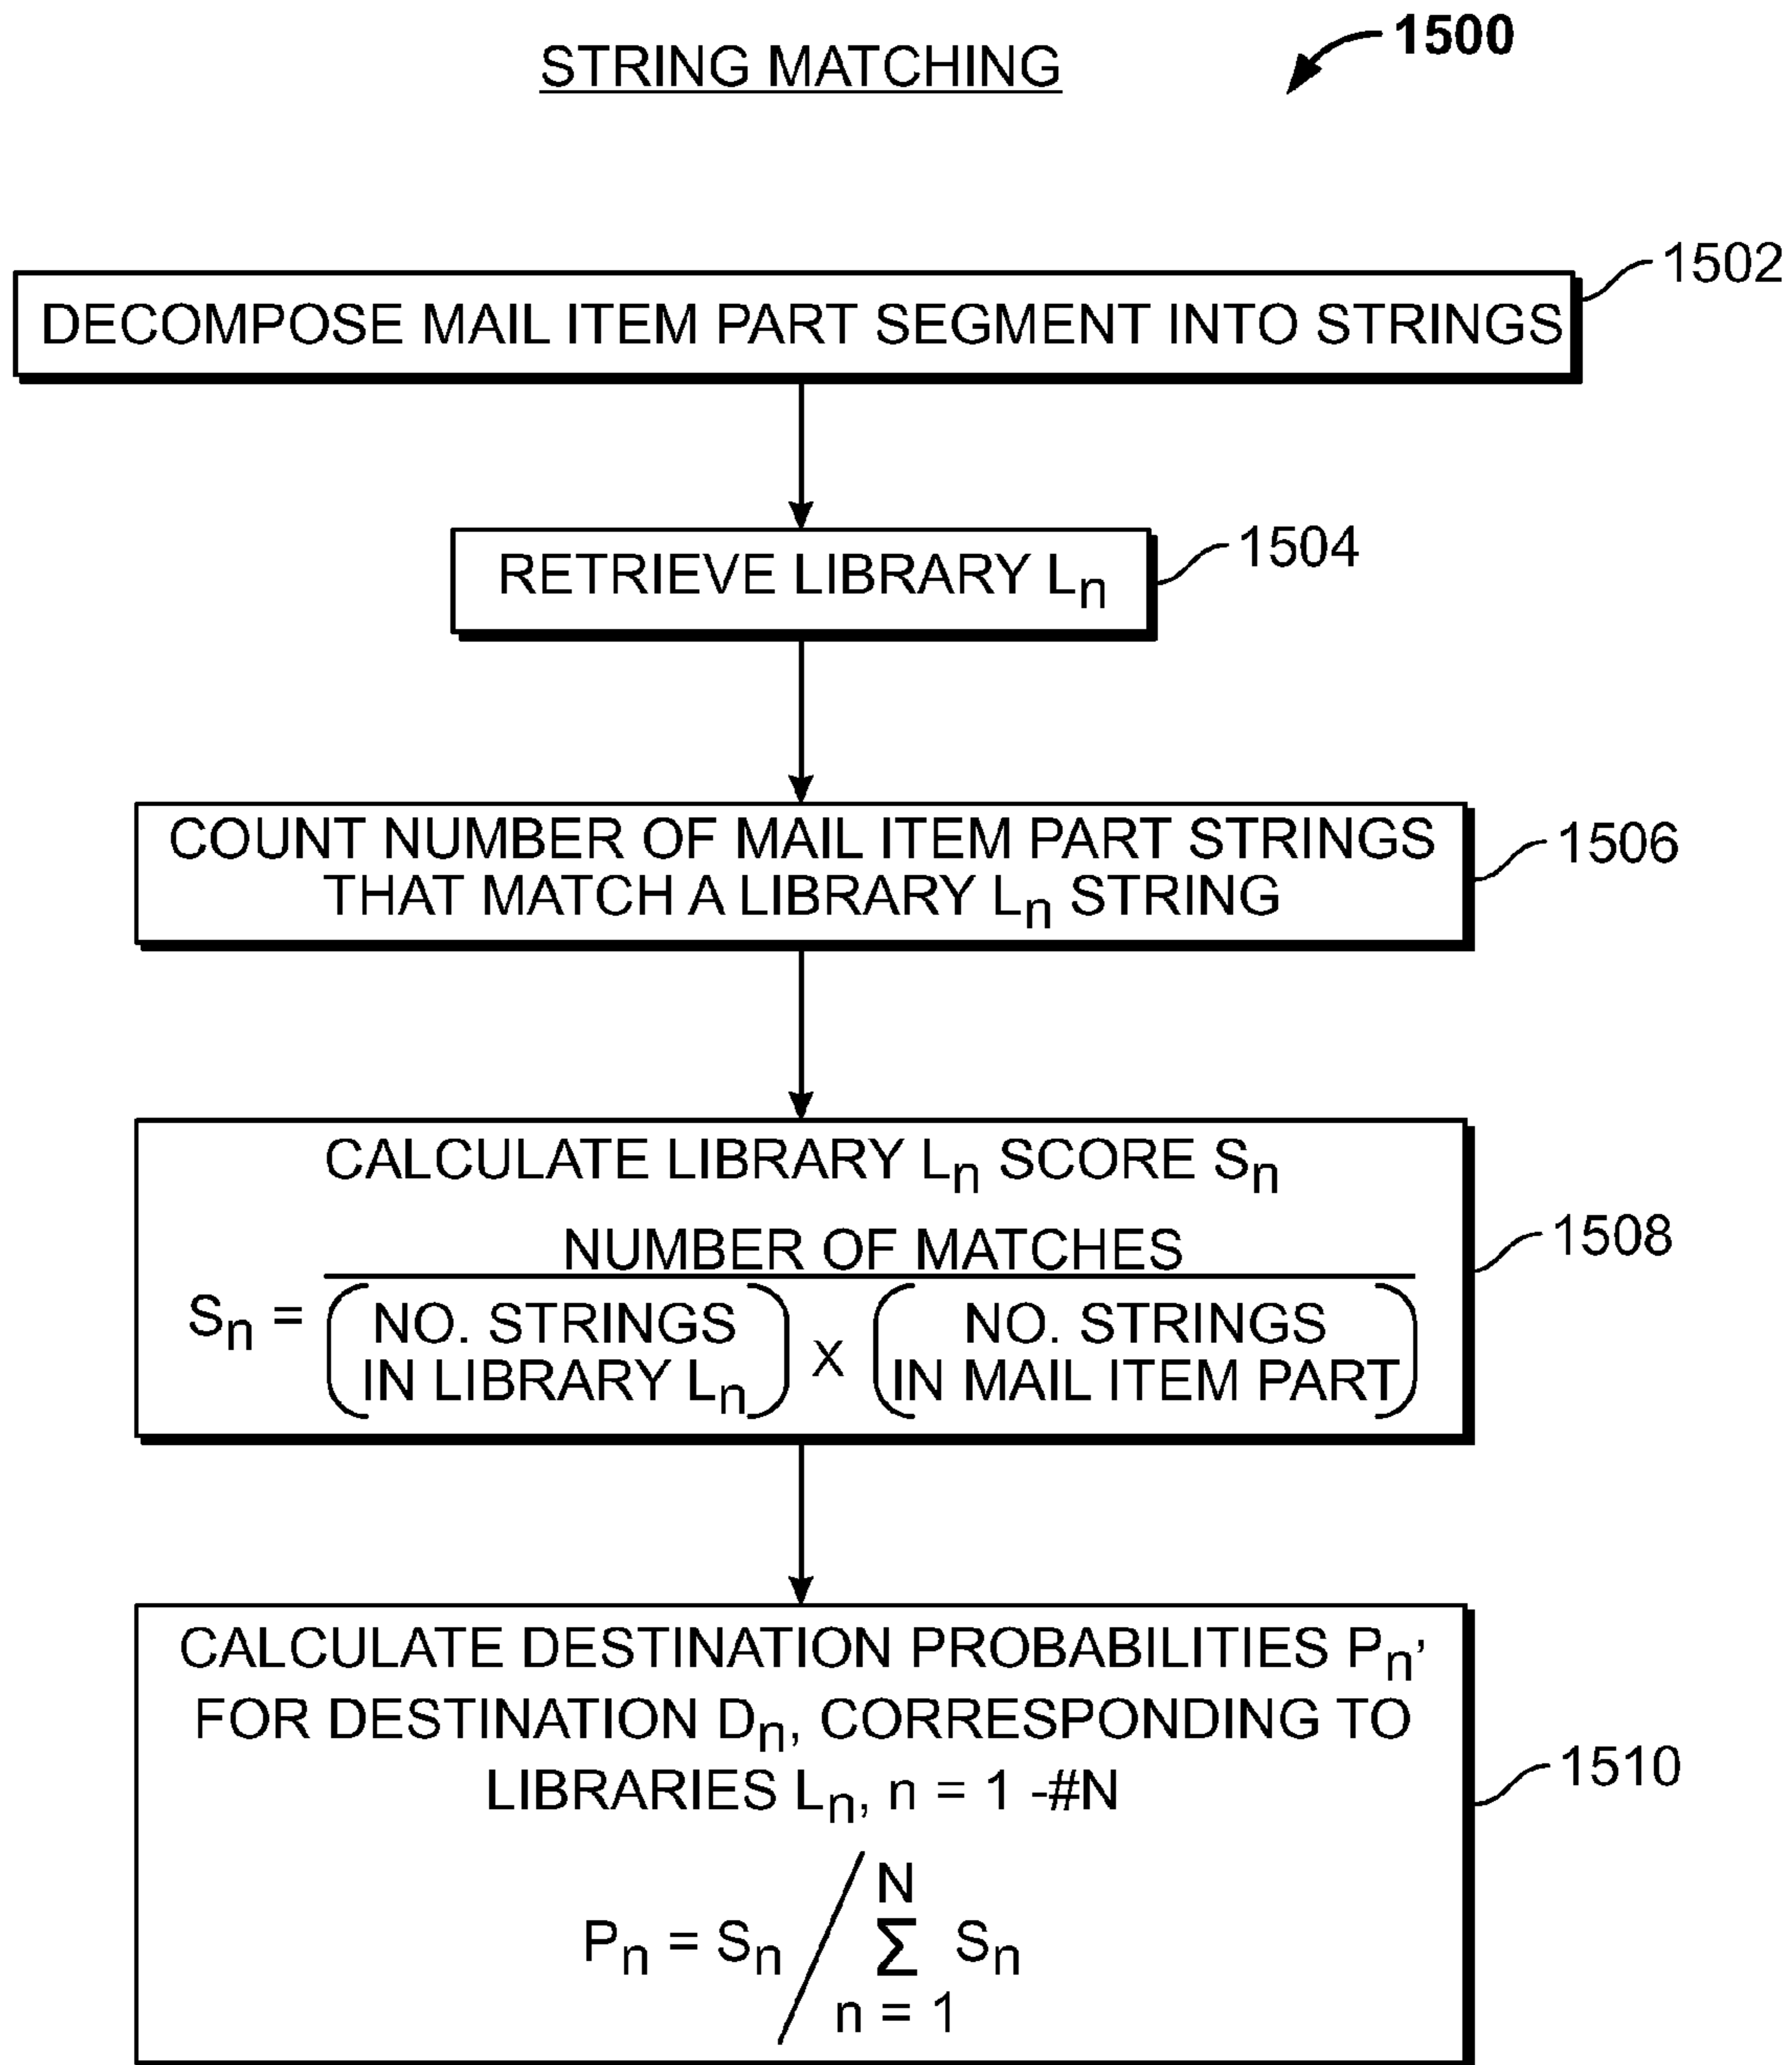 STRING MATCHING
1500
DECOMPOSE MAIL ITEM PART SEGMENT INTO STRINGS
1502
RETRIEVE LIBRARY Ln
1504
COUNT NUMBER OF MAIL ITEM PART STRINGS
THAT MATCH A LIBRARY Ln STRING
1506
CALCULATE LIBRARY Ln SCORE Sn
NUMBER OF MATCHES
Sn = (NO. STRINGS IN LIBRARY Ln) X (NO. STRINGS IN MAIL ITEM PART)
1508
CALCULATE DESTINATION PROBABILITIES Pn,
FOR DESTINATION Dn, CORRESPONDING TO
LIBRARIES Ln, n = 1 -#N
1510
N
Pn = Sn / Σ Sn
n = 1